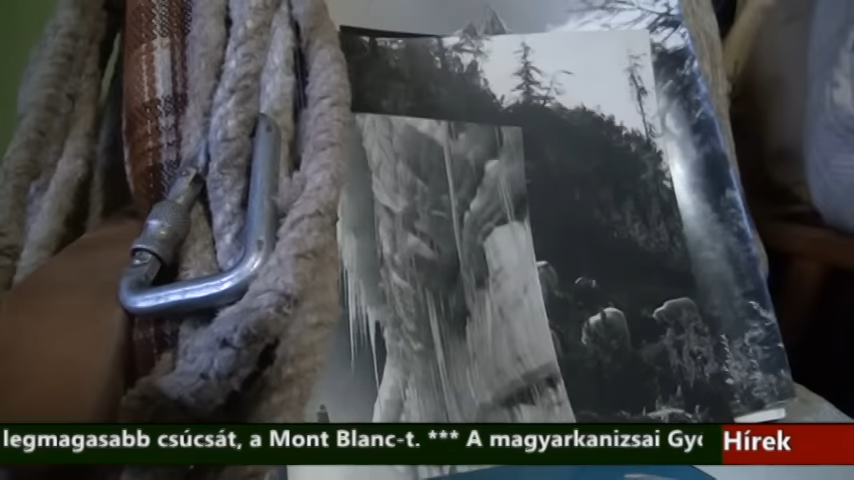 legmagasabb csúcsát, a Mont Blanc-t. *** A magyarkanizsai
Hírek